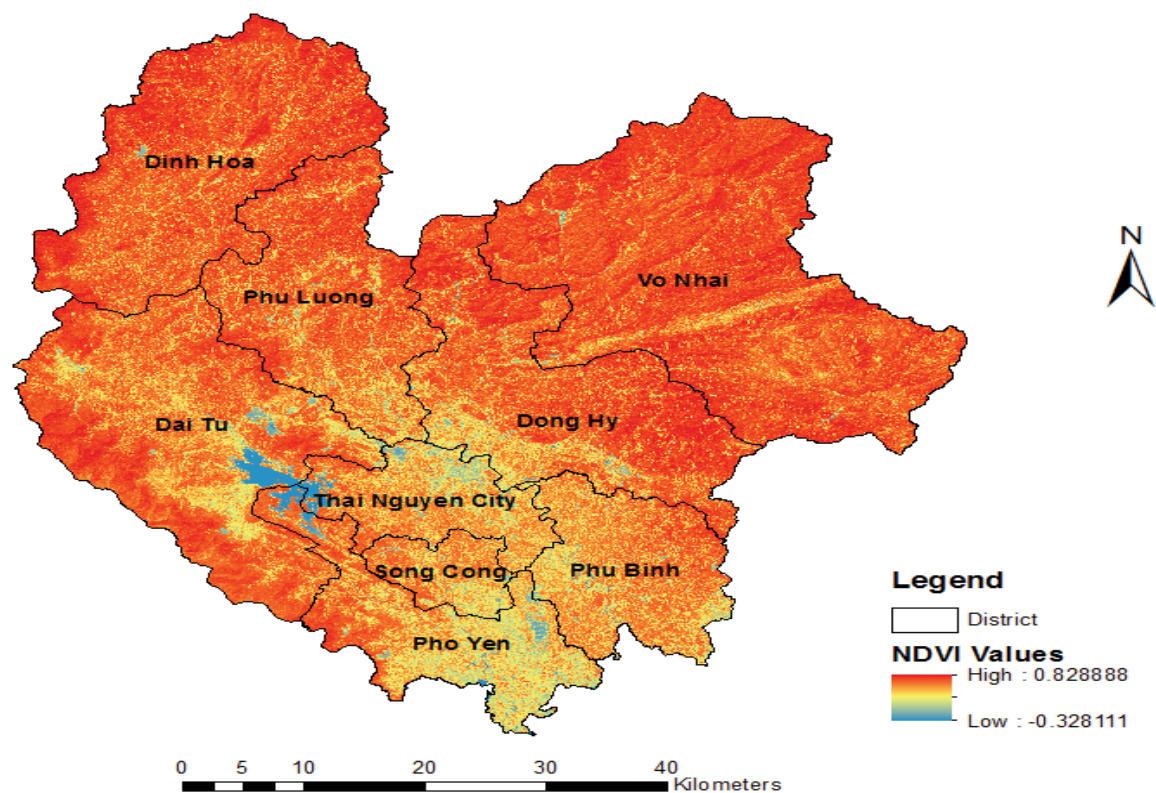 N
Dinh Hoa
Vo Nhai
Phu Luong
Dong Hy
Dai Tu
Thai Nguyen City
Song Cong
Phu Binh
Pho Yen
Legend
District
NDVI Values
High : 0.828888
Low : -0.328111
0 5 10 20 30 40
Kilometers